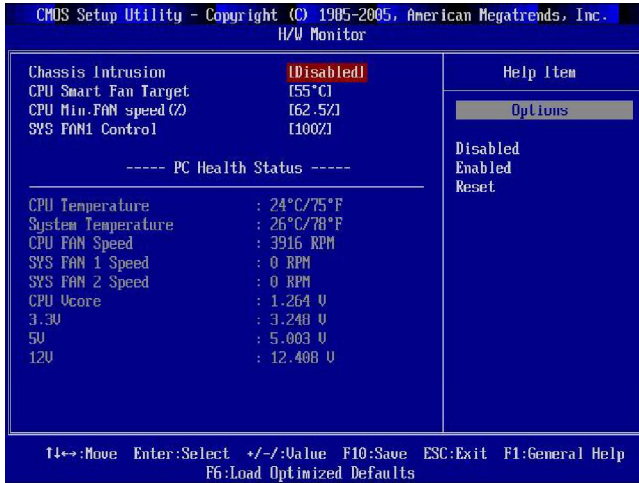 CMOS Setup Utility - Copyright (C) 1985-2005, American Megatrends, Inc.
H/W Monitor
Chassis Intrusion [Disabled]
CPU Smart Fan Target [55°C]
CPU Min.FAN speed(%) [62.5%]
SYS FAN1 Control [100%]
----- PC Health Status -----
CPU Temperature : 24°C/75°F
System Temperature : 26°C/78°F
CPU FAN Speed : 3916 RPM
SYS FAN 1 Speed : 0 RPM
SYS FAN 2 Speed : 0 RPM
CPU Vcore : 1.264 V
3.3V : 3.248 V
5V : 5.003 V
12V : 12.408 V
Help Item
Options
Disabled
Enabled
Reset
↑↓↔:Move Enter:Select +/-/:Value F10:Save ESC:Exit F1:General Help
F6:Load Optimized Defaults